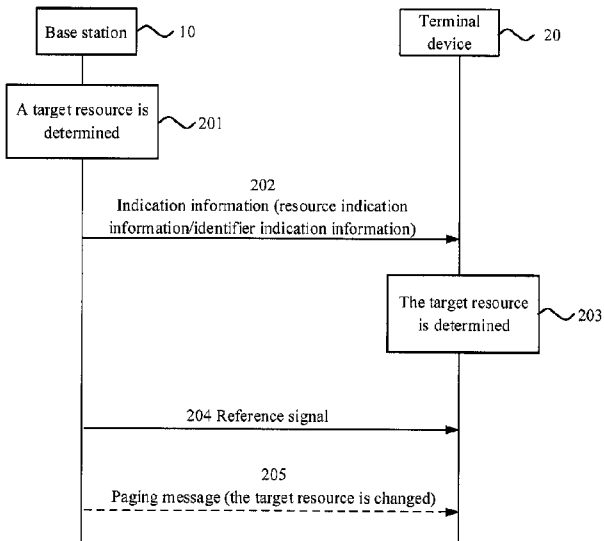 Base station
10
Terminal
device
20
A target resource is
determined
201
202
Indication information (resource indication
information/identifier indication information)
The target resource
is determined
203
204 Reference signal
205
Paging message (the target resource is changed)